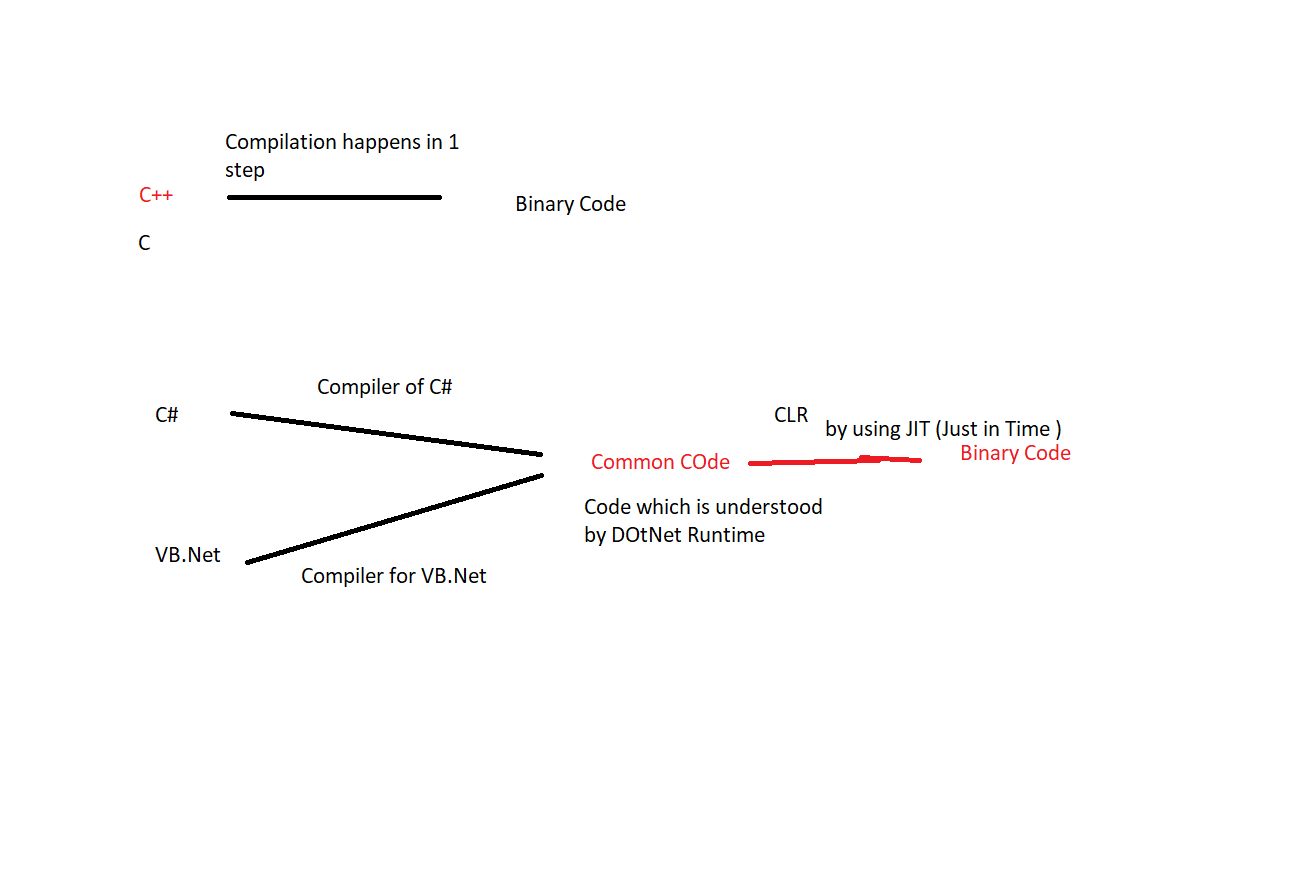 Compilation happens in 1
step
C++
Binary Code
C
Compiler of C#
C#
CLR
by using JIT (Just in Time )
Binary Code
Common COde
Code which is understood
by DOtNet Runtime
VB.Net
Compiler for VB.Net